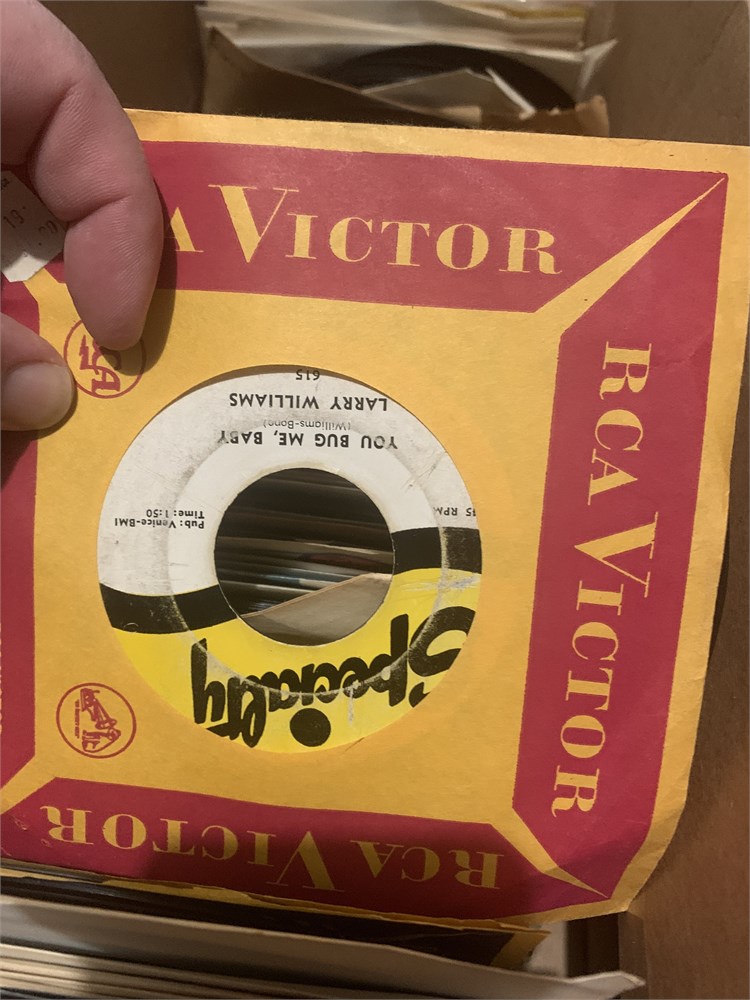 A VICTOR
RCA VICTOR
RCA VICTOR
Specialty
45 RPM
Pub: Venice-BMI
Time: 1:50
YOU BUG ME, BABY
(Williams-Bono)
LARRY WILLIAMS
615